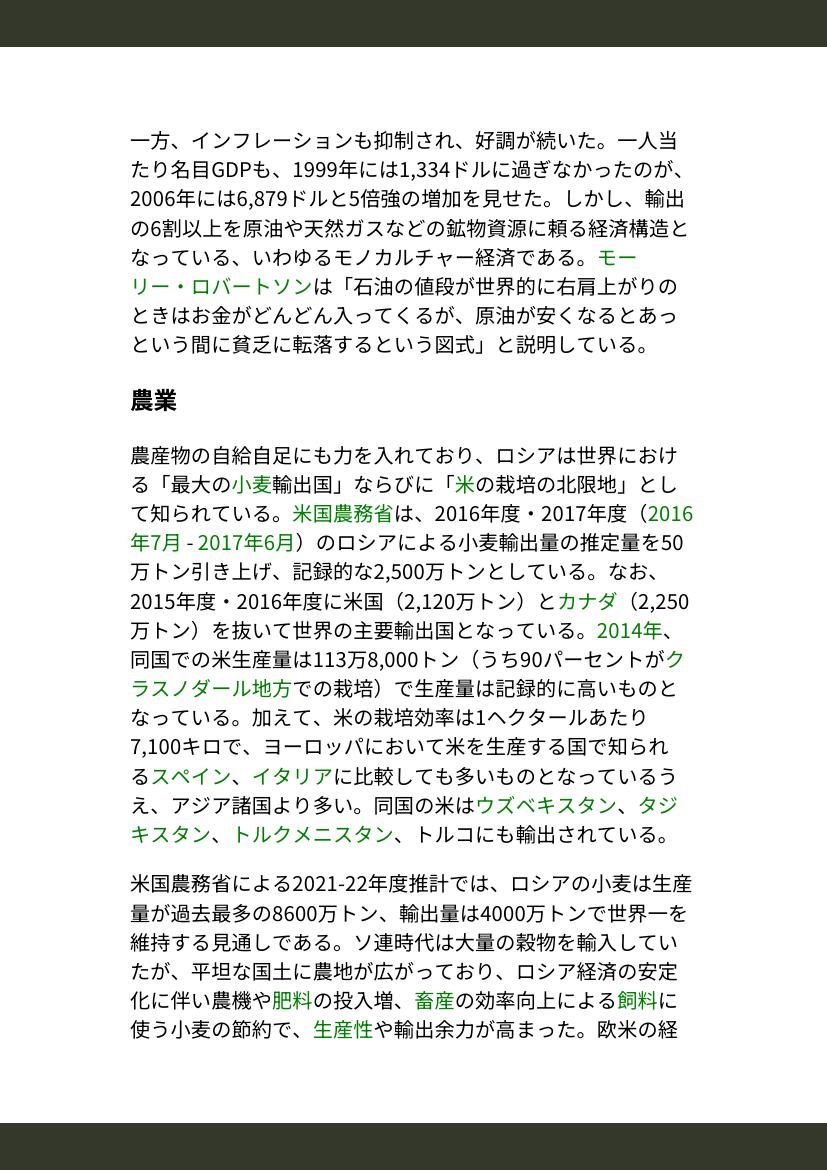 一方、インフレーションも抑制され、好調が続いた。一人当
たり名目GDPも、1999年には1,334ドルに過ぎなかったのが、
2006年には6,879ドルと5倍強の増加を見せた。しかし、輸出
の6割以上を原油や天然ガスなどの鉱物資源に頼る経済構造と
なっている、いわゆるモノカルチャー経済である。モー
リー・ロバートソンは「石油の値段が世界的に右肩上がりの
ときはお金がどんどん入ってくるが、原油が安くなるとあっ
という間に貧乏に転落するという図式」と説明している。
農業
農産物の自給自足にも力を入れており、ロシアは世界におけ
る「最大の小麦輸出国」ならびに「米の栽培の北限地」とし
て知られている。米国農務省は、2016年度・2017年度（2016
年7月 - 2017年6月）のロシアによる小麦輸出量の推定量を50
万トン引き上げ、記録的な2,500万トンとしている。なお、
2015年度・2016年度に米国（2,120万トン）とカナダ（2,250
万トン）を抜いて世界の主要輸出国となっている。2014年、
同国での米生産量は113万8,000トン（うち90パーセントがク
ラスノダール地方での栽培）で生産量は記録的に高いものと
なっている。加えて、米の栽培効率は1ヘクタールあたり
7,100キロで、ヨーロッパにおいて米を生産する国で知られ
るスペイン、イタリアに比較しても多いものとなっているう
え、アジア諸国より多い。同国の米はウズベキスタン、タジ
キスタン、トルクメニスタン、トルコにも輸出されている。
米国農務省による2021-22年度推計では、ロシアの小麦は生産
量が過去最多の8600万トン、輸出量は4000万トンで世界一を
維持する見通しである。ソ連時代は大量の穀物を輸入してい
たが、平坦な国土に農地が広がっており、ロシア経済の安定
化に伴い農機や肥料の投入増、畜産の効率向上による飼料に
使う小麦の節約で、生産性や輸出余力が高まった。欧米の経